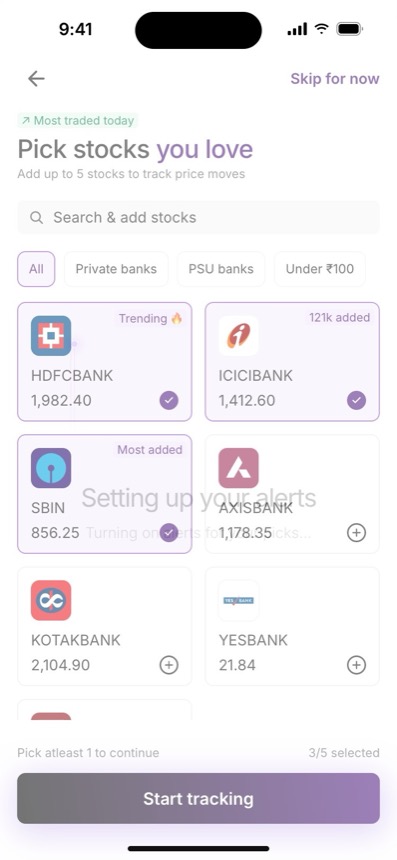 9:41
Skip for now
Most traded today
Pick stocks you love
Add up to 5 stocks to track price moves
Search & add stocks
All
Private banks
PSU banks
Under ₹100
Trending 🔥
HDFCBANK
1,982.40
121k added
ICICIBANK
1,412.60
Most added
SBIN
856.25
AXISBANK
1,178.35
Setting up your alerts
Turning on alerts for
KOTAKBANK
2,104.90
YESBANK
21.84
Pick atleast 1 to continue
3/5 selected
Start tracking